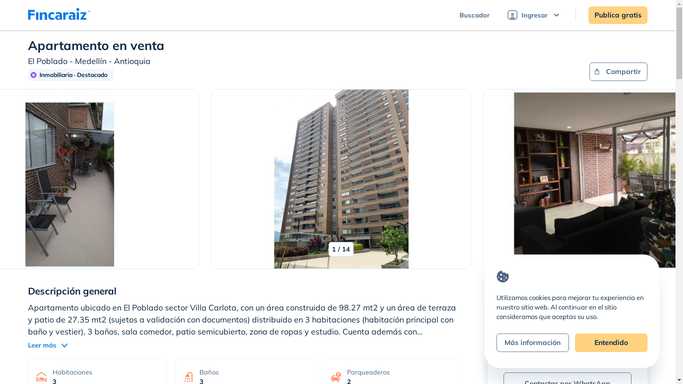 Fincaraiz
Buscador
Ingresar
Publica gratis
Apartamento en venta
El Poblado - Medellín - Antioquia
Inmobiliaria · Destacado
Compartir
1 / 14
Descripción general
Apartamento ubicado en El Poblado sector Villa Carlota, con un área construida de 98.27 mt2 y un área de terraza
y patio de 27.35 mt2 (sujetos a validación con documentos) distribuido en 3 habitaciones (habitación principal con
baño y vestier), 3 baños, sala comedor, patio semicubierto, zona de ropas y estudio. Cuenta además con...
Leer más
Habitaciones
3
Baños
3
Parqueaderos
2
Utilizamos cookies para mejorar tu experiencia en
nuestro sitio web. Al continuar en el sitio
consideramos que aceptas su uso.
Más información
Entendido
Contactar por WhatsApp